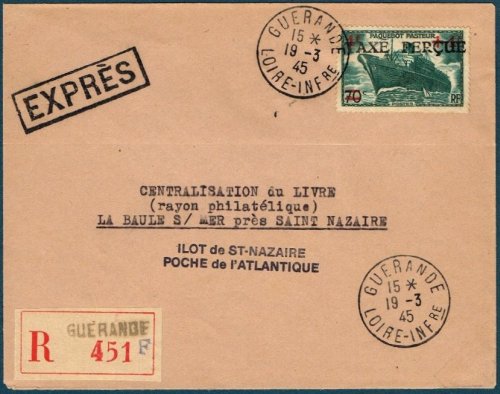 GUERANDE
15 *
19 -3
45
LOIRE-INFRE
PAQUEBOT PASTEUR
TAXE PERÇUE
70
RF
EXPRÈS
CENTRALISATION du LIVRE
(rayon philatélique)
LA BAULE S/ MER près SAINT NAZAIRE
ILOT de ST-NAZAIRE
POCHE de l'ATLANTIQUE
GUERANDE
15 *
19 -3
45
LOIRE-INFRE
GUERANDE
R 451 F